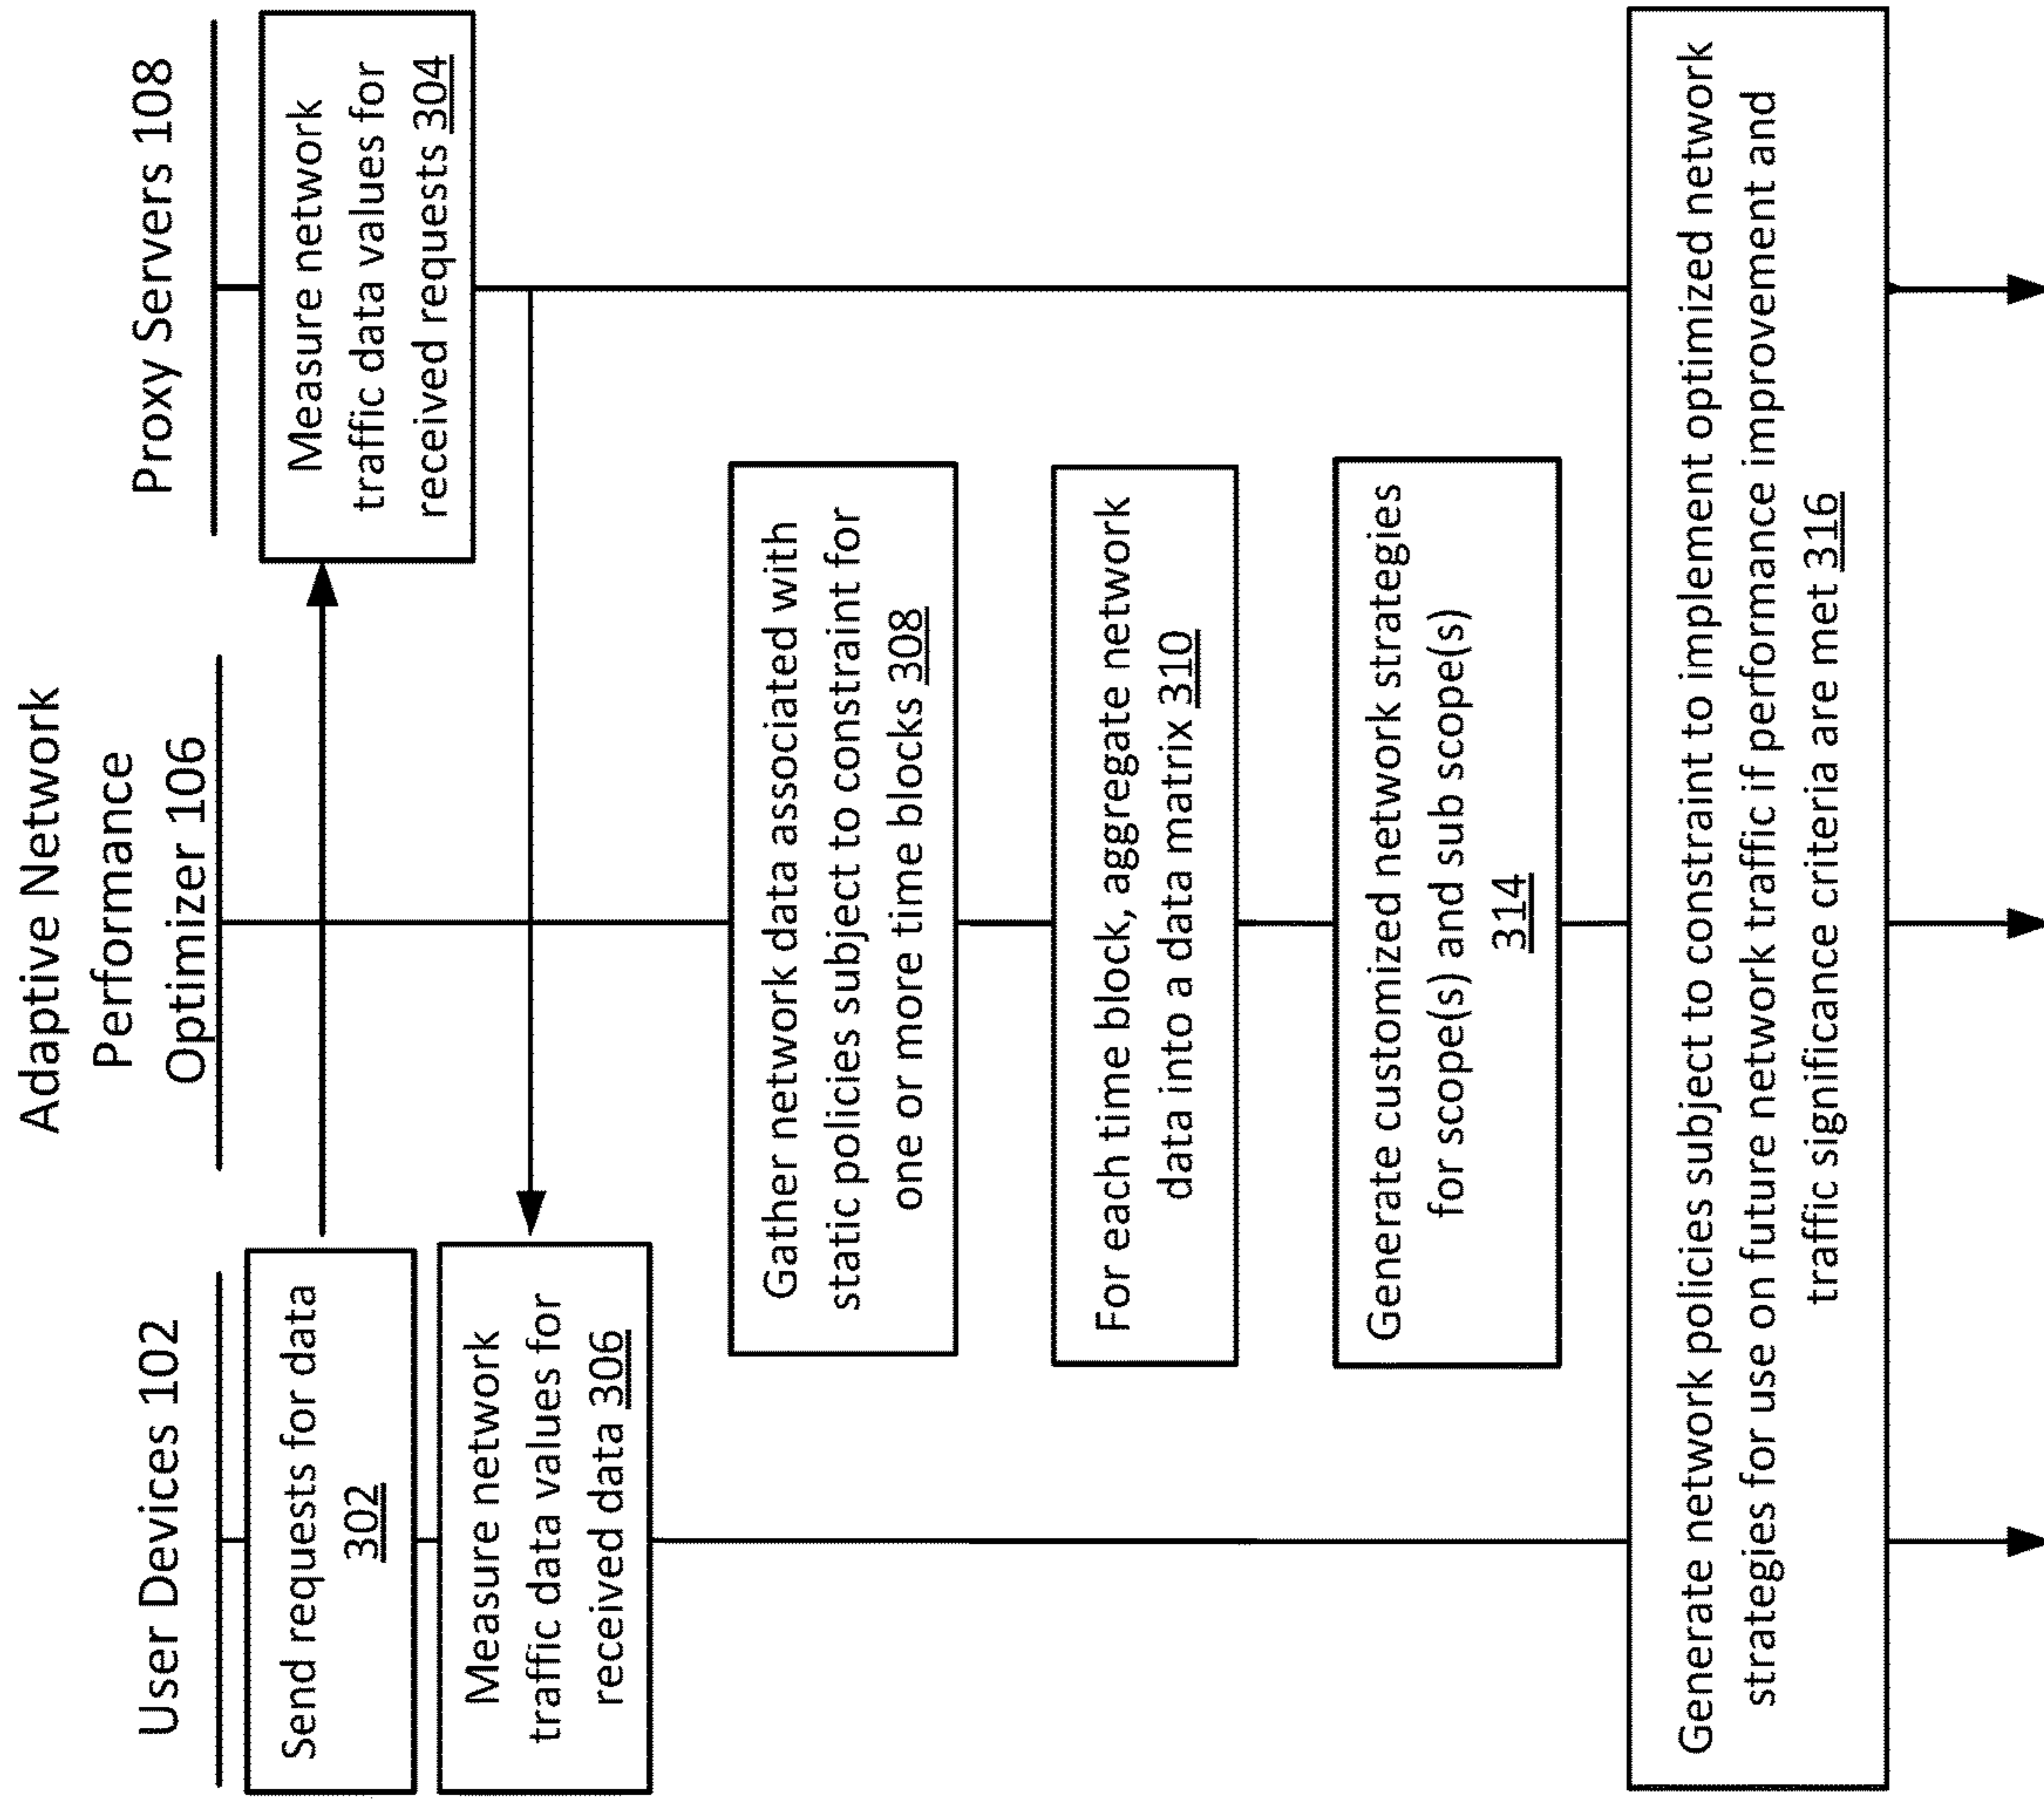 User Devices 102
Adaptive Network
Performance
Optimizer 106
Proxy Servers 108
Send requests for data
302
Measure network
traffic data values for
received requests 304
Measure network
traffic data values for
received data 306
Gather network data associated with
static policies subject to constraint for
one or more time blocks 308
For each time block, aggregate network
data into a data matrix 310
Generate customized network strategies
for scope(s) and sub scope(s)
314
Generate network policies subject to constraint to implement optimized network
strategies for use on future network traffic if performance improvement and
traffic significance criteria are met 316